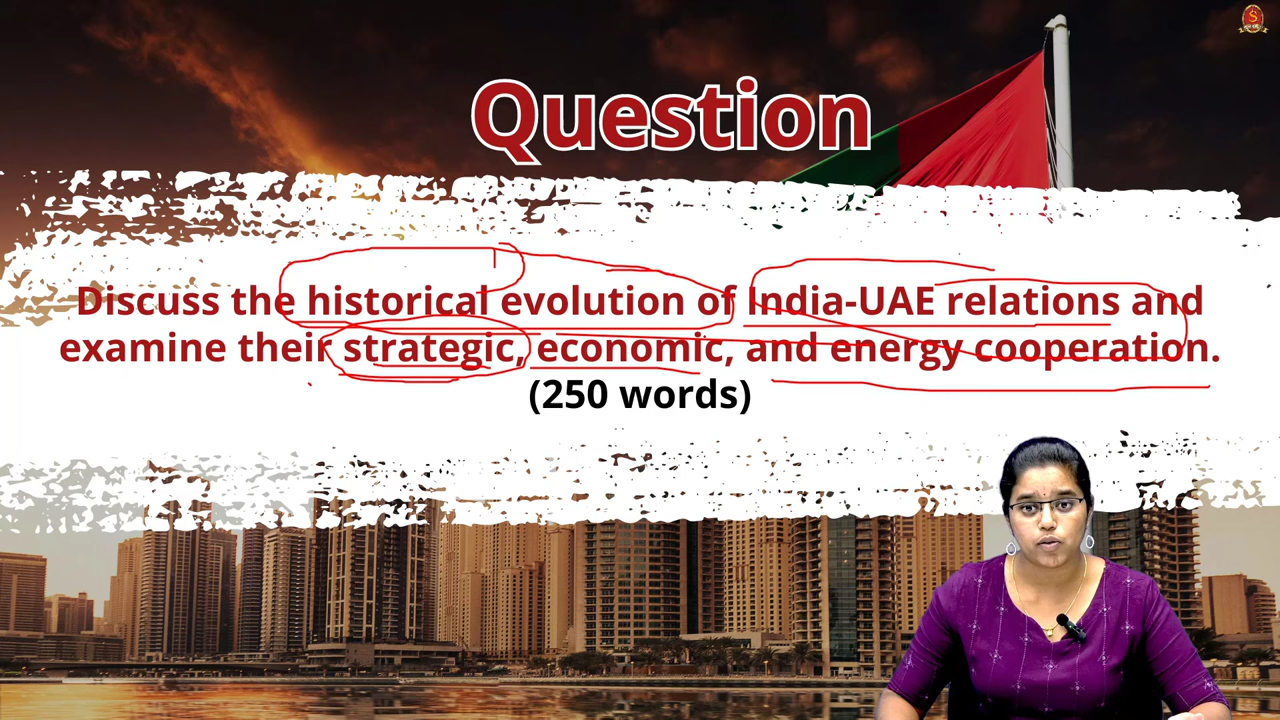 Question
Discuss the historical evolution of India-UAE relations and
examine their strategic, economic, and energy cooperation.
(250 words)